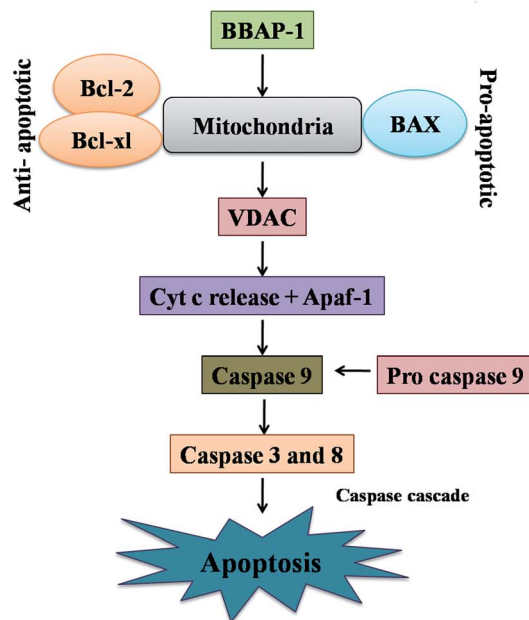 BBAP-1
Anti- apoptotic
Bcl-2
Bcl-xl
Mitochondria
BAX
Pro-apoptotic
VDAC
Cyt c release + Apaf-1
Caspase 9
Pro caspase 9
Caspase 3 and 8
Caspase cascade
Apoptosis